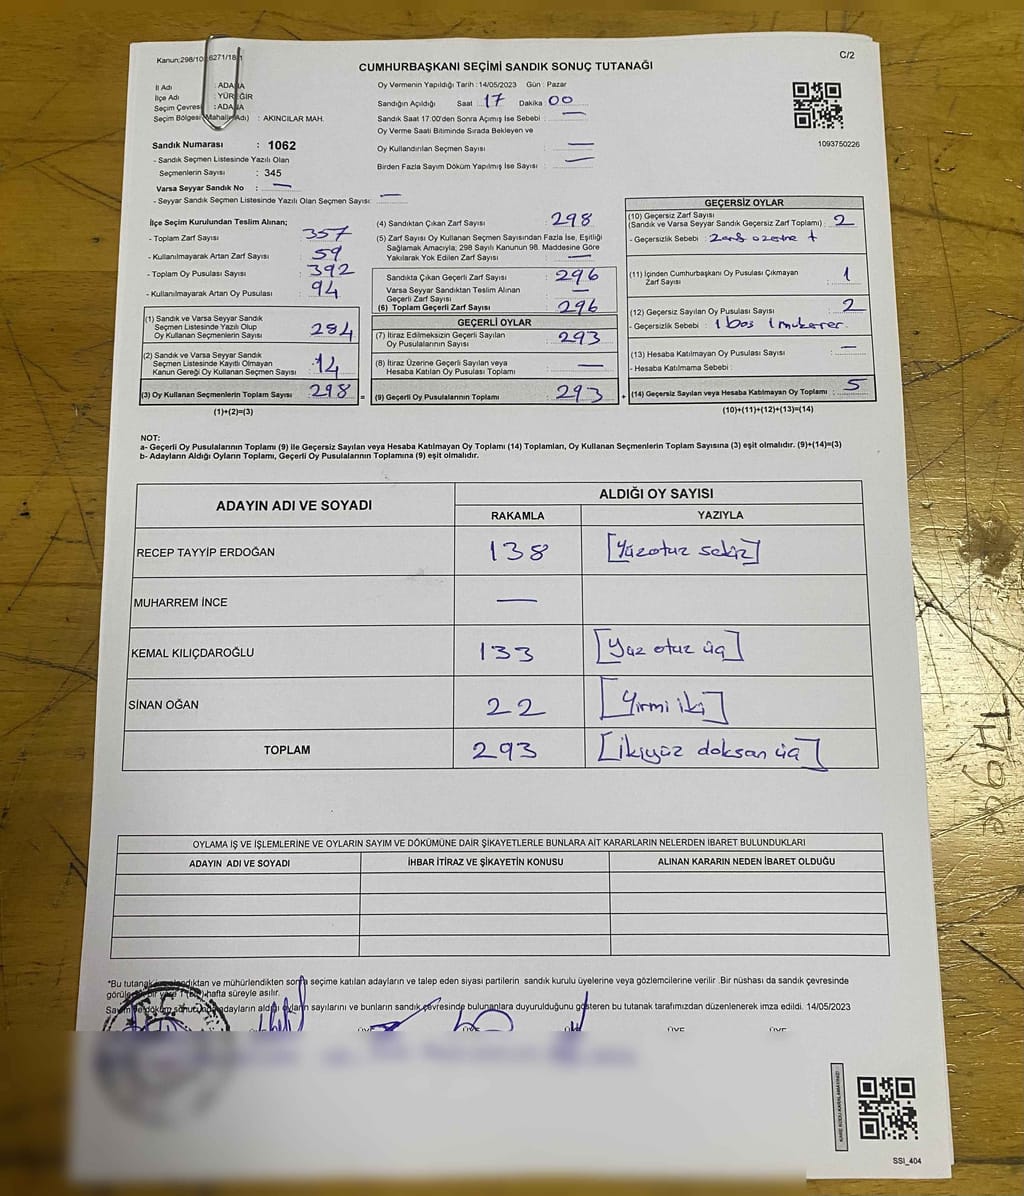 C/2
Kanun;298/10 6271/18/1
CUMHURBAŞKANI SEÇİMİ SANDIK SONUÇ TUTANAĞI
İl Adı : ADANA
İlçe Adı : YÜREĞİR
Seçim Çevresi : ADANA
Seçim Bölgesi (Mahalle Adı) : AKINCILAR MAH.
Sandık Numarası : 1062
- Sandık Seçmen Listesinde Yazılı Olan
Seçmenlerin Sayısı : 345
Varsa Seyyar Sandık No : —
- Seyyar Sandık Seçmen Listesinde Yazılı Olan Seçmen Sayısı: —
Oy Vermenin Yapıldığı Tarih : 14/05/2023 Gün : Pazar
Sandığın Açıldığı Saat 17 Dakika : 00
Sandık Saat 17:00'den Sonra Açımış İse Sebebi : —
Oy Verme Saati Bitiminde Sırada Bekleyen ve
Oy Kullandırılan Seçmen Sayısı : —
Birden Fazla Sayım Döküm Yapılmış İse Sayısı : —
1093750226
İlçe Seçim Kurulundan Teslim Alınan;
- Toplam Zarf Sayısı : 357
- Kullanılmayarak Artan Zarf Sayısı : 59
- Toplam Oy Pusulası Sayısı : 392
- Kullanılmayarak Artan Oy Pusulası : 94
(1) Sandık ve Varsa Seyyar Sandık
Seçmen Listesinde Yazılı Olup
Oy Kullanan Seçmenlerin Sayısı : 284
(2) Sandık ve Varsa Seyyar Sandık
Seçmen Listesinde Kayıtlı Olmayan
Kanun Gereği Oy Kullanan Seçmen Sayısı : 14
(3) Oy Kullanan Seçmenlerin Toplam Sayısı : 298 =
(1)+(2)=(3)
(4) Sandıktan Çıkan Zarf Sayısı : 298
(5) Zarf Sayısı Oy Kullanan Seçmen Sayısından Fazla İse, Eşitliği
Sağlamak Amacıyla; 298 Sayılı Kanunun 98. Maddesine Göre
Yakılarak Yok Edilen Zarf Sayısı : —
Sandıkta Çıkan Geçerli Zarf Sayısı : 296
Varsa Seyyar Sandıktan Teslim Alınan
Geçerli Zarf Sayısı : —
(6) Toplam Geçerli Zarf Sayısı : 296
GEÇERLİ OYLAR
(7) İtiraz Edilmeksizin Geçerli Sayılan
Oy Pusulalarının Sayısı : 293
(8) İtiraz Üzerine Geçerli Sayılan veya
Hesaba Katılan Oy Pusulası Toplamı : —
(9) Geçerli Oy Pusulalarının Toplamı : 293 +
GEÇERSİZ OYLAR
(10) Geçersiz Zarf Sayısı
(Sandık ve Varsa Seyyar Sandık Geçersiz Zarf Toplamı) : 2
- Geçersizlik Sebebi : Zarf
(11) İçinden Cumhurbaşkanı Oy Pusulası Çıkmayan
Zarf Sayısı : 1
(12) Geçersiz Sayılan Oy Pusulası Sayısı : 2
- Geçersizlik Sebebi : 1 boş 1 mükerer.
(13) Hesaba Katılmayan Oy Pusulası Sayısı : —
- Hesaba Katılmama Sebebi :
(14) Geçersiz Sayılan veya Hesaba Katılmayan Oy Toplamı : 5
(10)+(11)+(12)+(13)=(14)
NOT:
a- Geçerli Oy Pusulalarının Toplamı (9) ile Geçersiz Sayılan veya Hesaba Katılmayan Oy Toplamı (14) Toplamları, Oy Kullanan Seçmenlerin Toplam Sayısına (3) eşit olmalıdır. (9)+(14)=(3)
b- Adayların Aldığı Oyların Toplamı, Geçerli Oy Pusulalarının Toplamına (9) eşit olmalıdır.
ADAYIN ADI VE SOYADI ALDIĞI OY SAYISI
RAKAMLA YAZIYLA
RECEP TAYYİP ERDOĞAN 138 [Yüzotuz sekiz]
MUHARREM İNCE —
KEMAL KILIÇDAROĞLU 133 [Yüz otuz üç]
SİNAN OĞAN 22 [Yirmi iki]
TOPLAM 293 [ikiyüz doksan üç]
OYLAMA İŞ VE İŞLEMLERİNE VE OYLARIN SAYIM VE DÖKÜMÜNE DAİR ŞİKAYETLERLE BUNLARA AİT KARARLARIN NELERDEN İBARET BULUNDUKLARI
ADAYIN ADI VE SOYADI İHBAR İTİRAZ VE ŞİKAYETİN KONUSU ALINAN KARARIN NEDEN İBARET OLDUĞU
*Bu tutanak ve mühürlendikten sonra seçime katılan adayların ve talep eden siyasi partilerin sandık kurulu üyelerine veya gözlemcilerine verilir .Bir nüshası da sandık çevresinde
bir yere 1 (Bir) hafta süreyle asılır.
Sayım ve döküm adayların aldığı oyların sayılarını ve bunların sandık çevresinde bulunanlara duyurulduğunu gösteren bu tutanak tarafımızdan düzenlenerek imza edildi. 14/05/2023
ÜYE ÜYE ÜYE
SSI_404